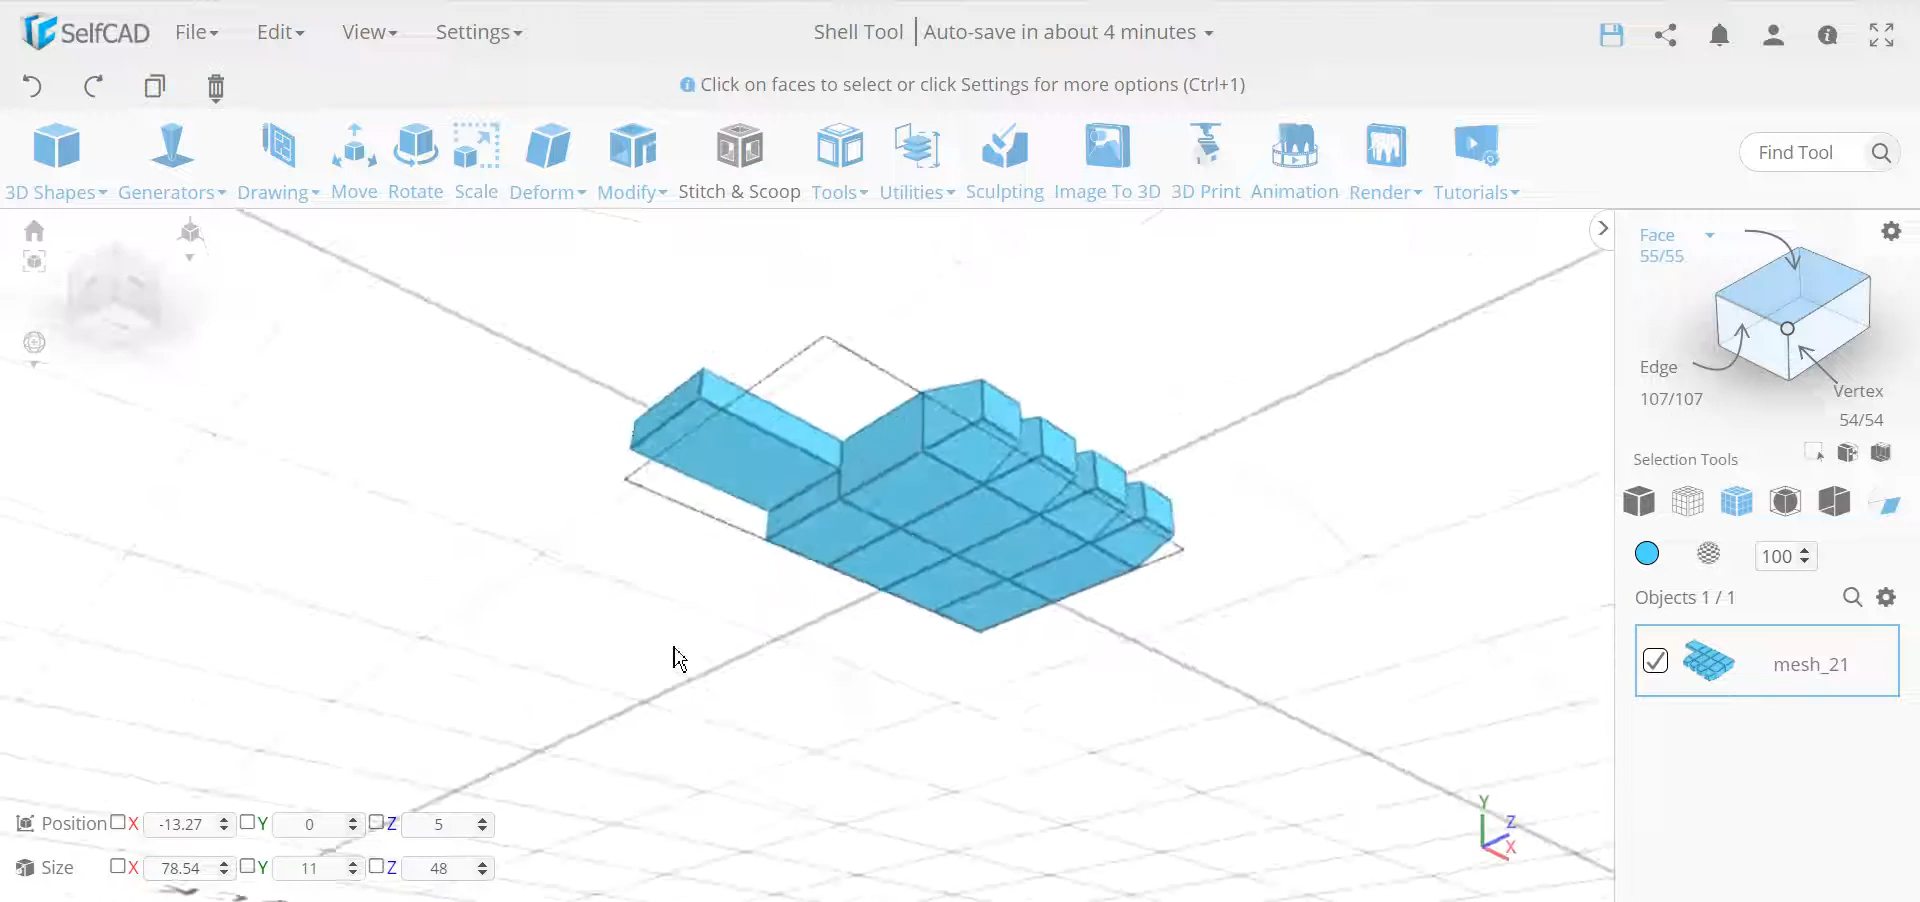 SelfCAD File Edit View Settings Shell Tool Auto-save in about 4 minutes
Click on faces to select or click Settings for more options (Ctrl+1)
3D Shapes Generators Drawing Move Rotate Scale Deform Modify Stitch & Scoop Tools Utilities Sculpting Image To 3D 3D Print Animation Render Tutorials
Find Tool
Face
55/55
Edge
107/107
Vertex
54/54
Selection Tools
100
Objects 1 / 1
mesh_21
Position X -13.27 Y 0 Z 5
Size X 78.54 Y 11 Z 48
Y
Z
X